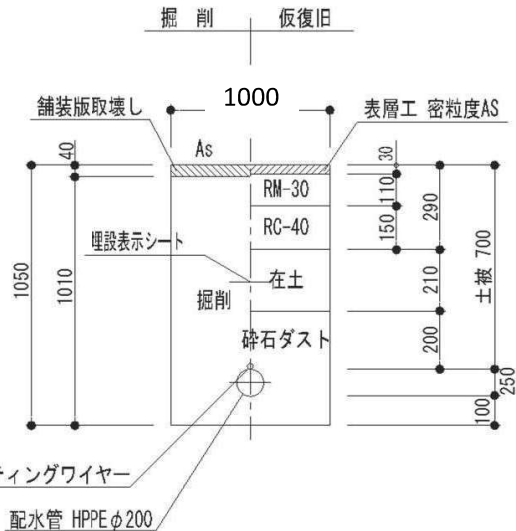 掘 削 仮復旧
1000
舗装版取壊し 表層工 密粒度AS
As
40 30
RM-30 110
290
RC-40 150
埋設表示シート
1050 1010 在土 210 土被 700
掘削
砕石ダスト 200
250
100
ティングワイヤー
配水管 HPPEφ200